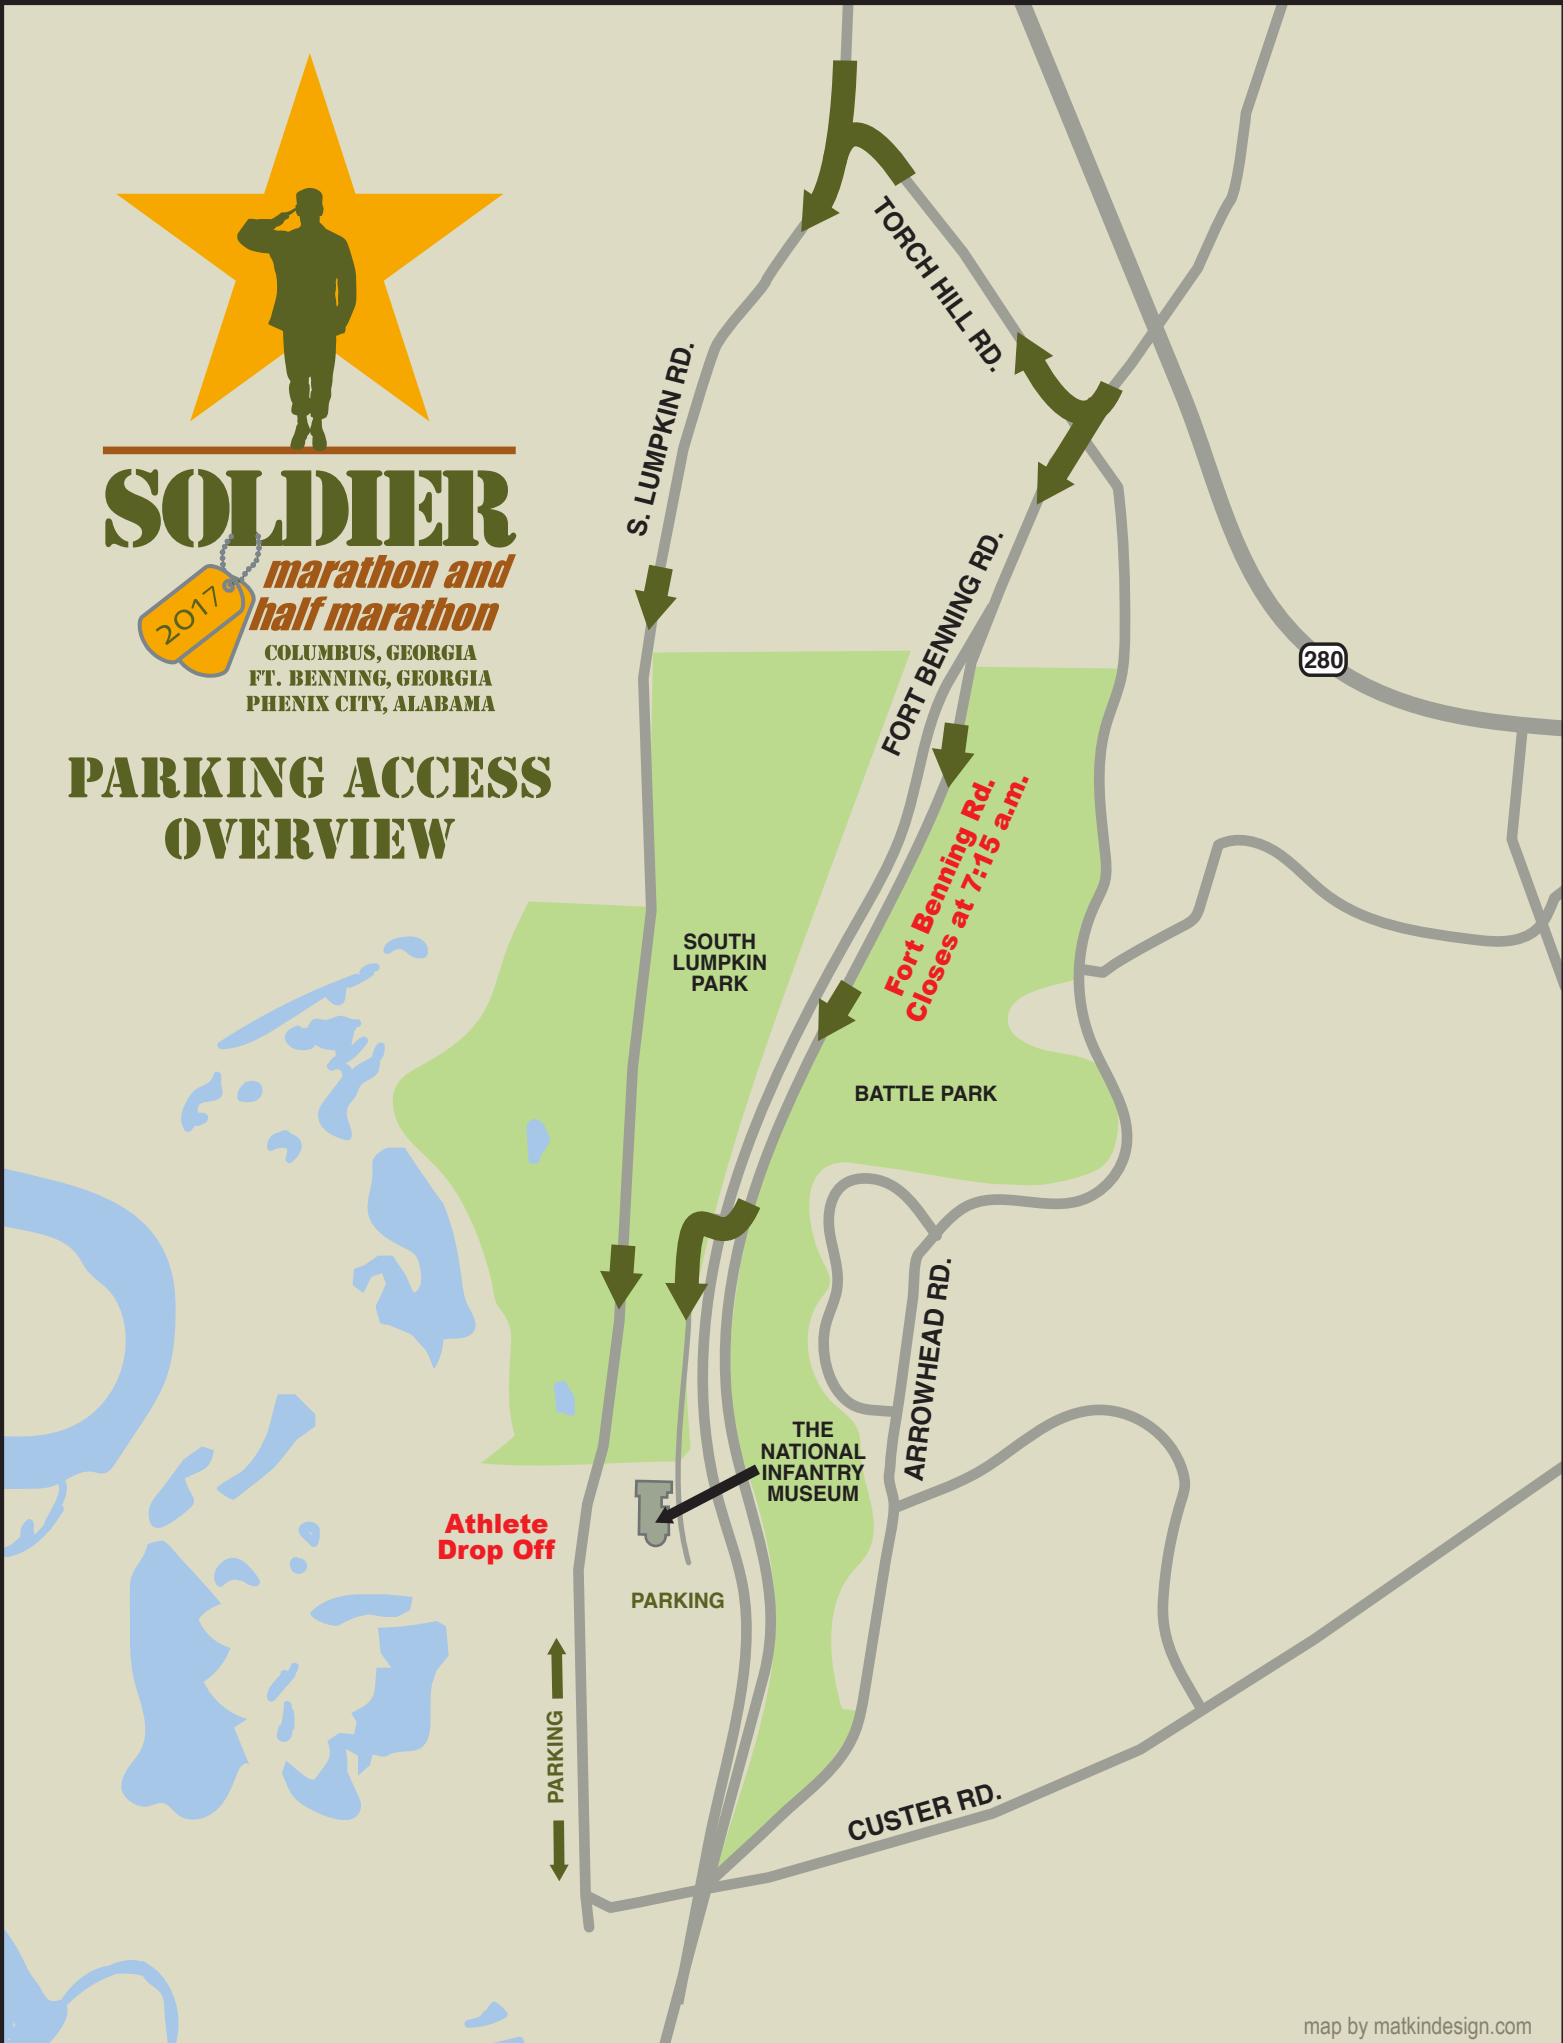 SOLDIER
marathon and
half marathon
2017
COLUMBUS, GEORGIA
FT. BENNING, GEORGIA
PHENIX CITY, ALABAMA
PARKING ACCESS
OVERVIEW
TORCH HILL RD.
S. LUMPKIN RD.
FORT BENNING RD.
280
Fort Benning Rd.
Closes at 7:15 a.m.
SOUTH
LUMPKIN
PARK
BATTLE PARK
ARROWHEAD RD.
THE
NATIONAL
INFANTRY
MUSEUM
Athlete
Drop Off
PARKING
PARKING
CUSTER RD.
map by matkindesign.com